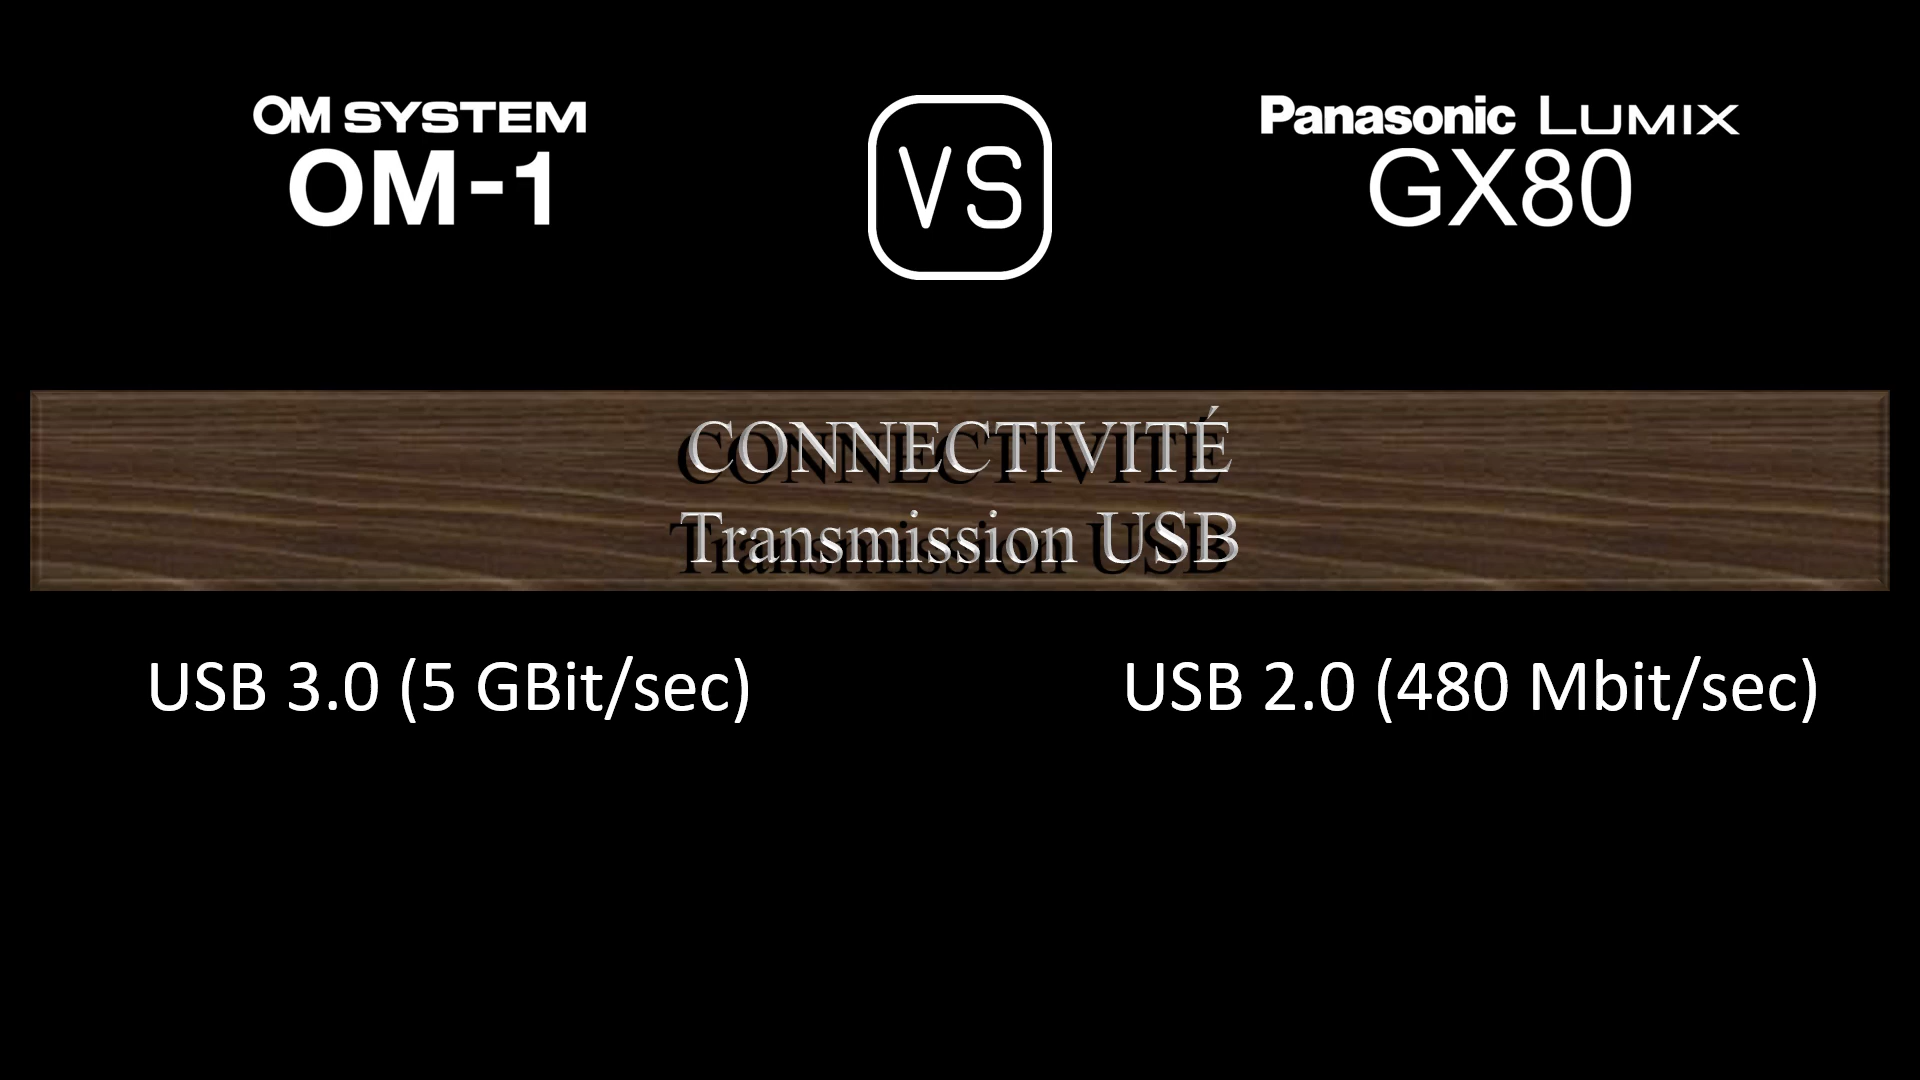 OM SYSTEM
OM-1
VS
Panasonic LUMIX
GX80
CONNECTIVITÉ
Transmission USB
USB 3.0 (5 GBit/sec)
USB 2.0 (480 Mbit/sec)